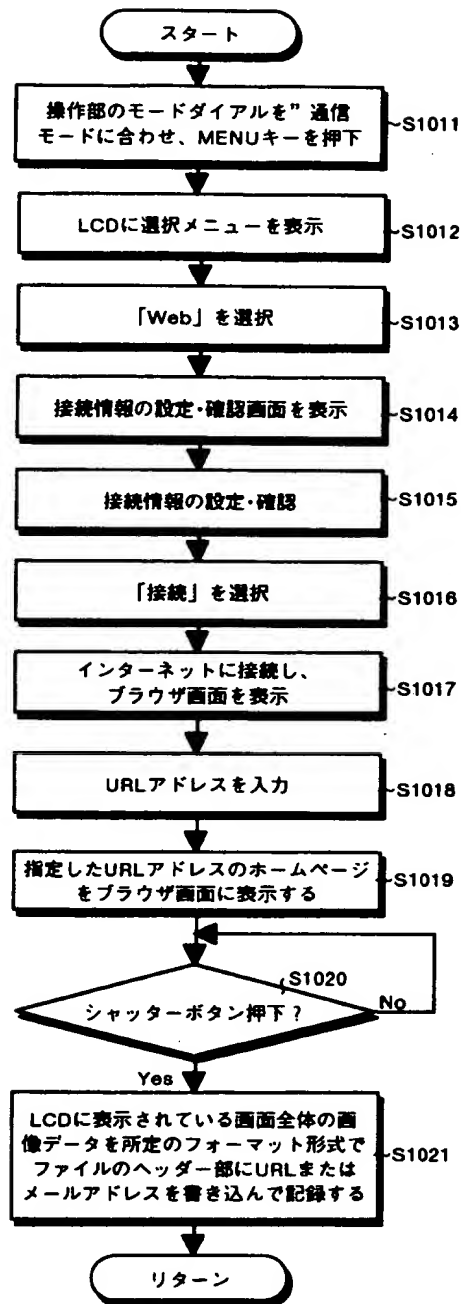 スタート
操作部のモードダイアルを”通信
モードに合わせ、MENUキーを押下
S1011
LCDに選択メニューを表示
S1012
「Web」を選択
S1013
接続情報の設定・確認画面を表示
S1014
接続情報の設定・確認
S1015
「接続」を選択
S1016
インターネットに接続し、
ブラウザ画面を表示
S1017
URLアドレスを入力
S1018
指定したURLアドレスのホームページ
をブラウザ画面に表示する
S1019
S1020
シャッターボタン押下？
No
Yes
LCDに表示されている画面全体の画
像データを所定のフォーマット形式で
ファイルのヘッダー部にURLまたは
メールアドレスを書き込んで記録する
S1021
リターン